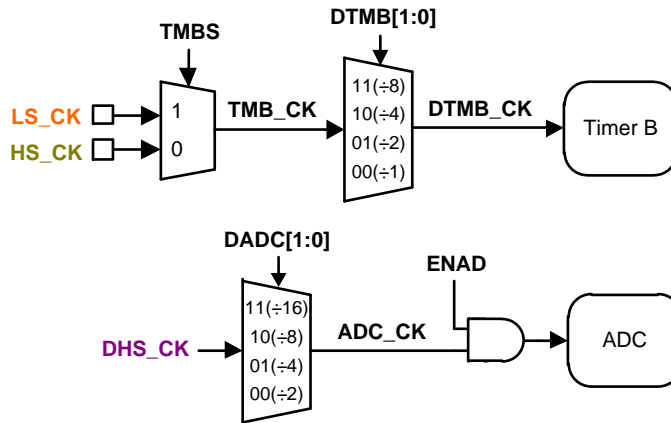 TMBS
DTMB[1:0]
LS_CK
1
TMB_CK
11(÷8)
10(÷4)
01(÷2)
00(÷1)
DTMB_CK
Timer B
HS_CK
0
DADC[1:0]
ENAD
DHS_CK
11(÷16)
10(÷8)
01(÷4)
00(÷2)
ADC_CK
ADC